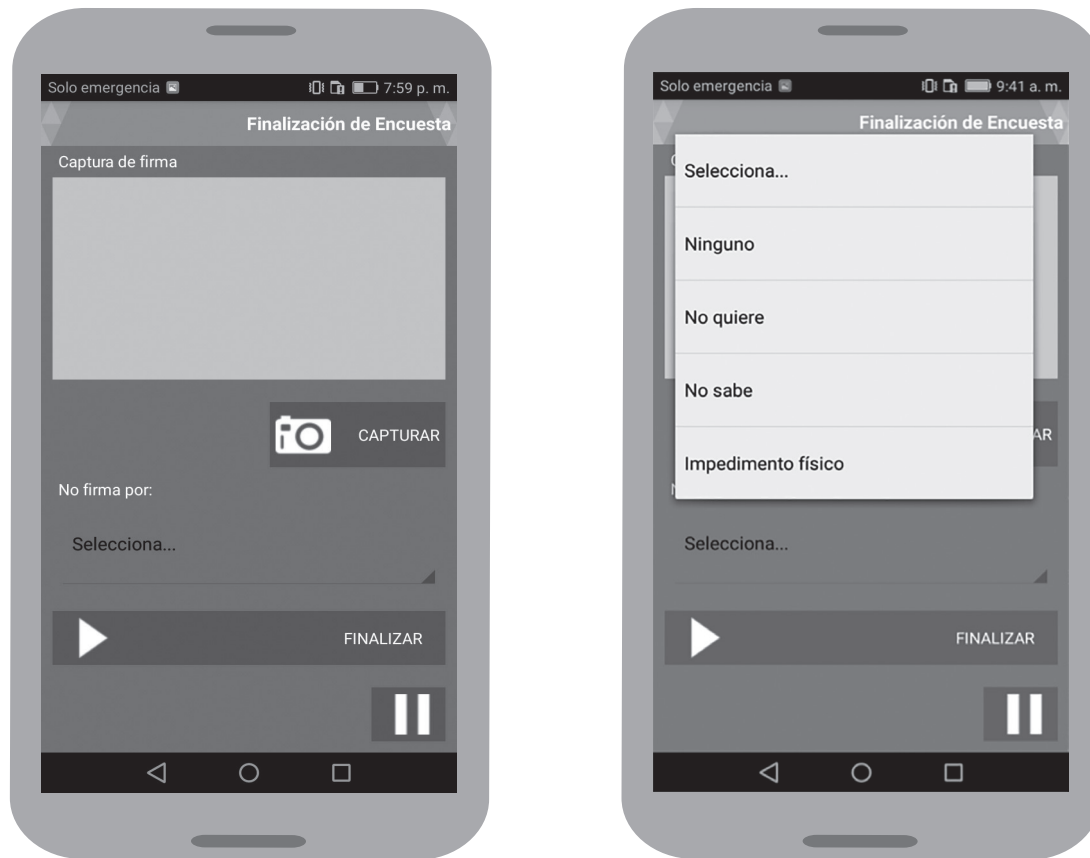 Solo emergencia
7:59 p. m.
Finalización de Encuesta
Captura de firma
CAPTURAR
No firma por:
Selecciona...
FINALIZAR
Solo emergencia
9:41 a. m.
Finalización de Encuesta
Selecciona...
Ninguno
No quiere
No sabe
Impedimento físico
AR
Selecciona...
FINALIZAR